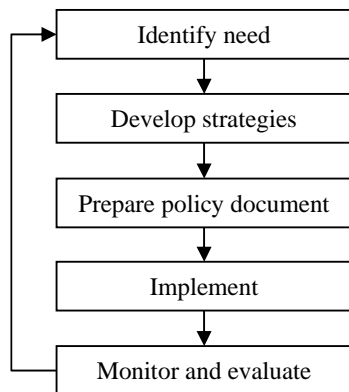 Identify need
Develop strategies
Prepare policy document
Implement
Monitor and evaluate